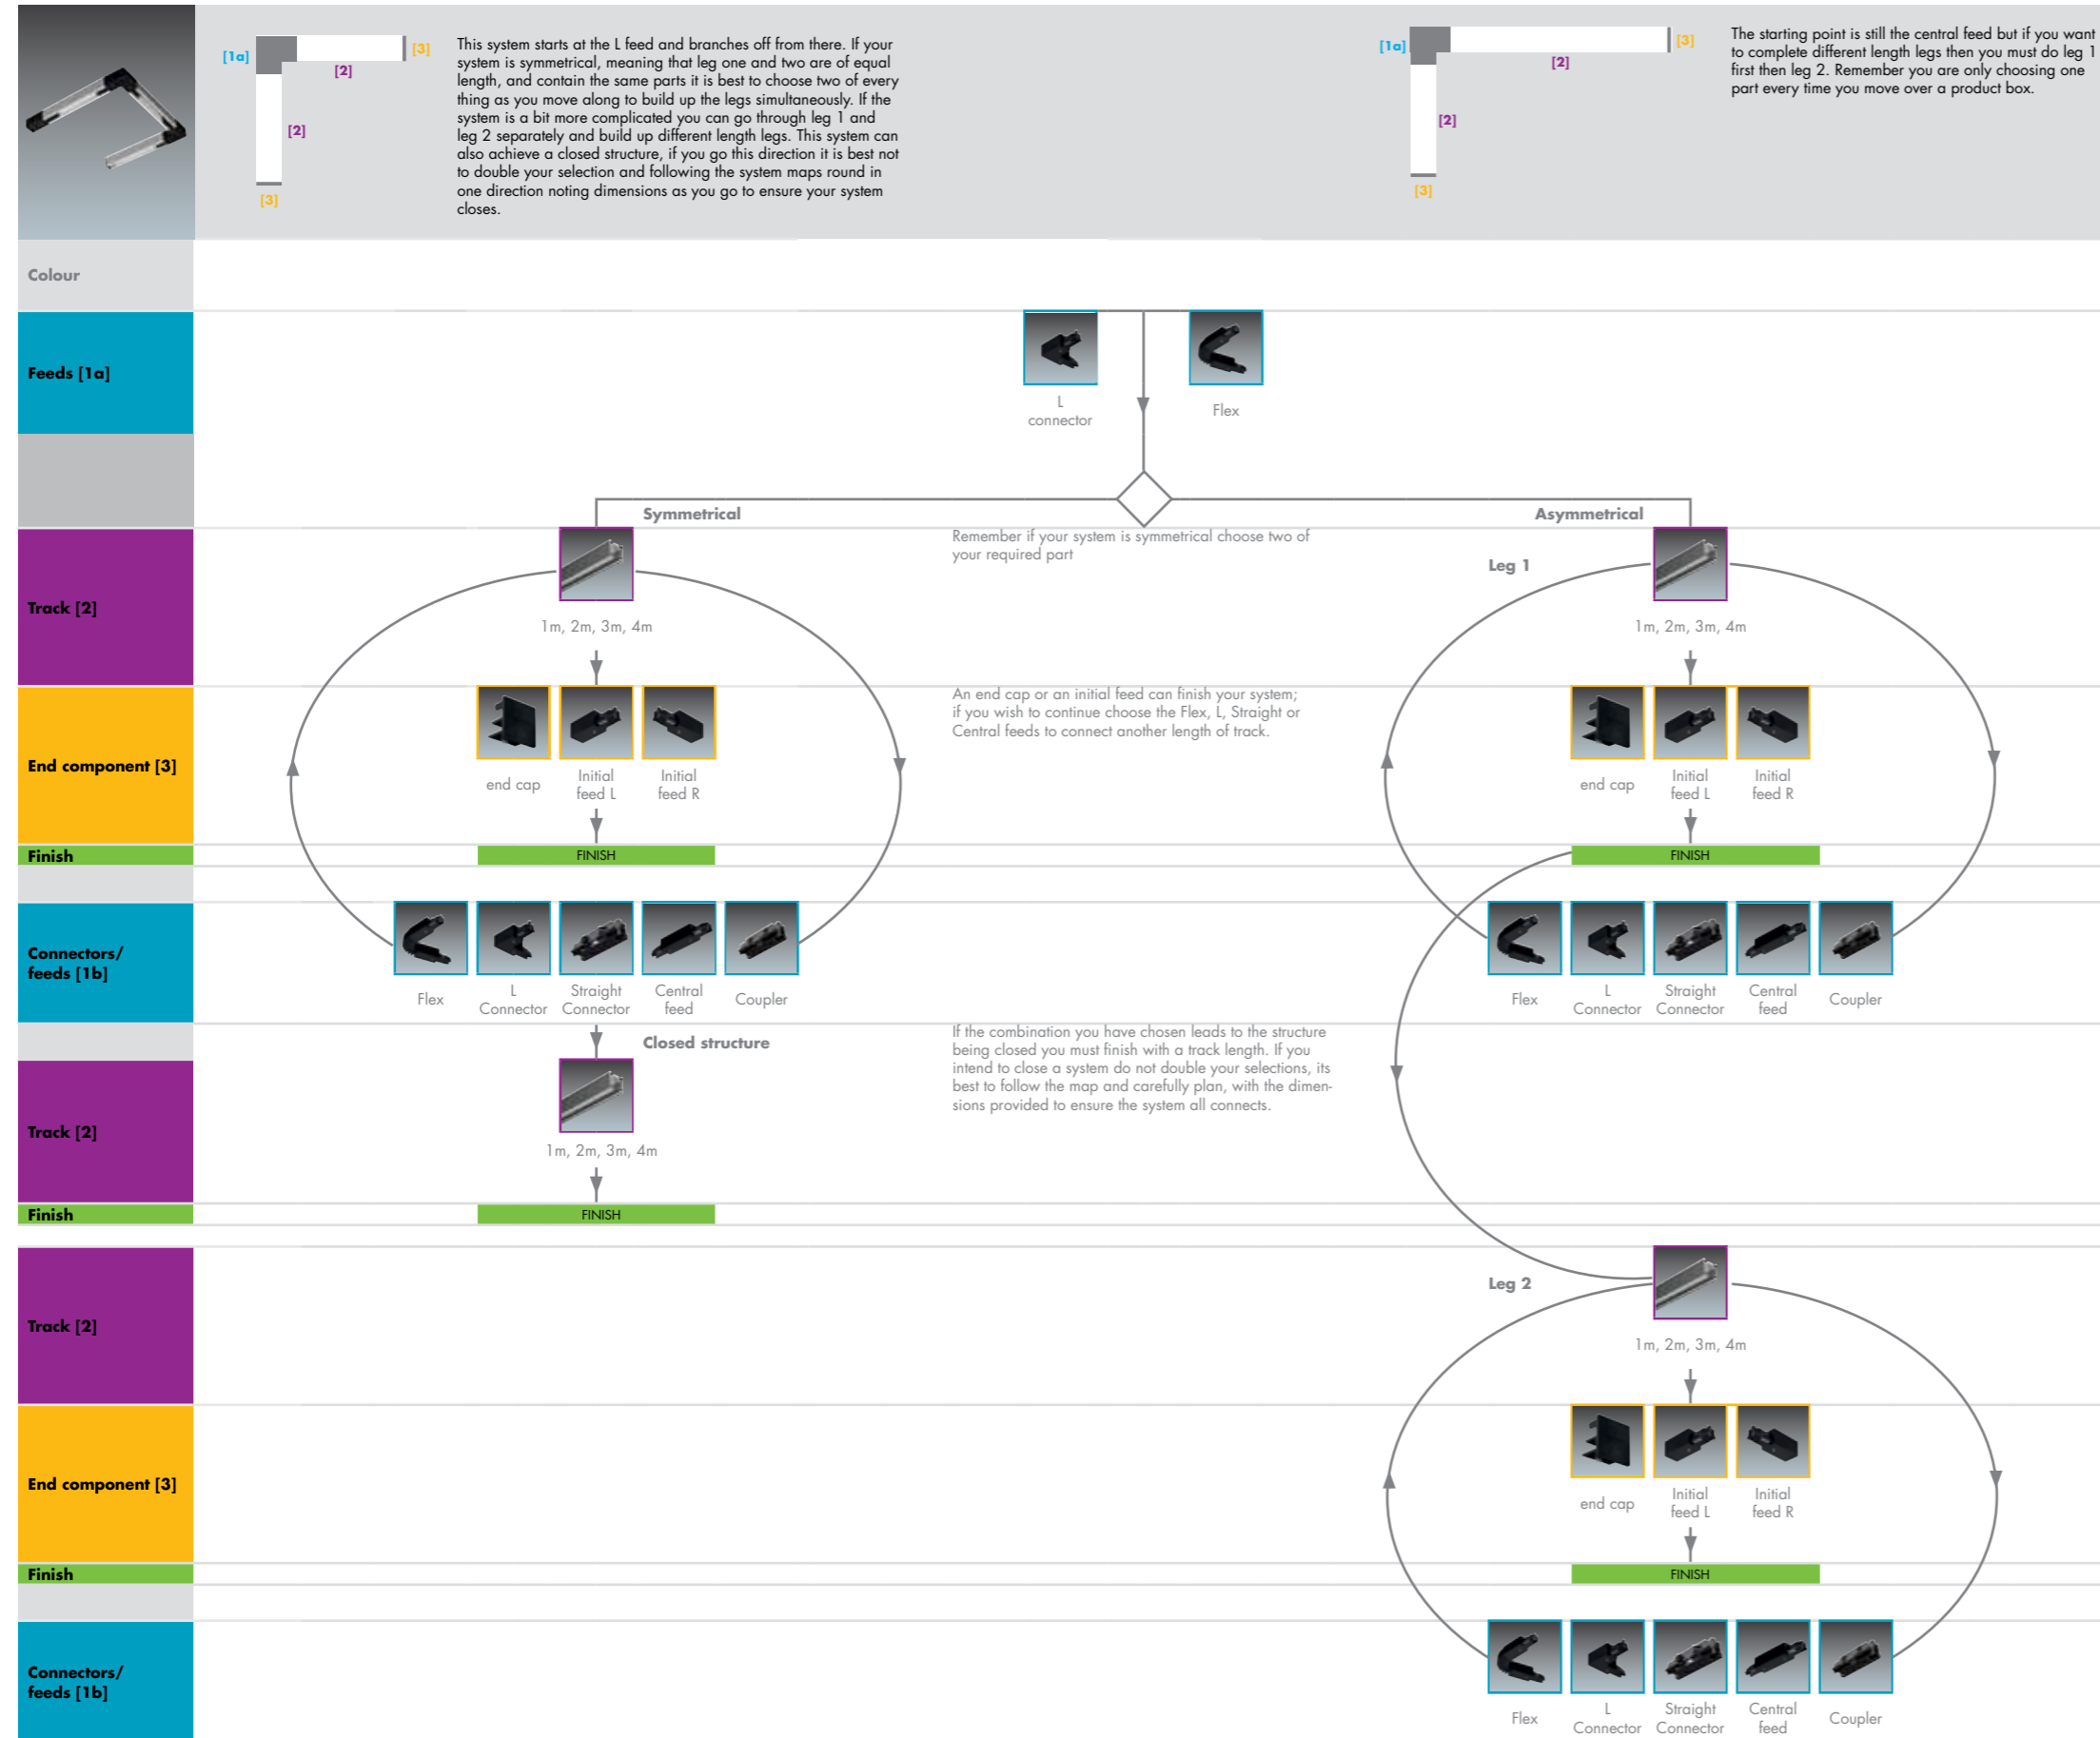 [1a]
[2]
[3]
[2]
[3]
This system starts at the L feed and branches off from there. If your
system is symmetrical, meaning that leg one and two are of equal
length, and contain the same parts it is best to choose two of every
thing as you move along to build up the legs simultaneously. If the
system is a bit more complicated you can go through leg 1 and
leg 2 separately and build up different length legs. This system can
also achieve a closed structure, if you go this direction it is best not
to double your selection and following the system maps round in
one direction noting dimensions as you go to ensure your system
closes.
[1a]
[2]
[3]
[2]
[3]
The starting point is still the central feed but if you want
to complete different length legs then you must do leg 1
first then leg 2. Remember you are only choosing one
part every time you move over a product box.
Colour
Feeds [1a]
L
connector
Flex
Symmetrical
Asymmetrical
Track [2]
Remember if your system is symmetrical choose two of
your required part
Leg 1
1m, 2m, 3m, 4m
1m, 2m, 3m, 4m
End component [3]
An end cap or an initial feed can finish your system;
if you wish to continue choose the Flex, L, Straight or
Central feeds to connect another length of track.
end cap
Initial
feed L
Initial
feed R
end cap
Initial
feed L
Initial
feed R
Finish
FINISH
FINISH
Connectors/
feeds [1b]
Flex
L
Connector
Straight
Connector
Central
feed
Coupler
Flex
L
Connector
Straight
Connector
Central
feed
Coupler
Closed structure
If the combination you have chosen leads to the structure
being closed you must finish with a track length. If you
intend to close a system do not double your selections, its
best to follow the map and carefully plan, with the dimen-
sions provided to ensure the system all connects.
Track [2]
1m, 2m, 3m, 4m
Finish
FINISH
Track [2]
Leg 2
1m, 2m, 3m, 4m
End component [3]
end cap
Initial
feed L
Initial
feed R
Finish
FINISH
Connectors/
feeds [1b]
Flex
L
Connector
Straight
Connector
Central
feed
Coupler